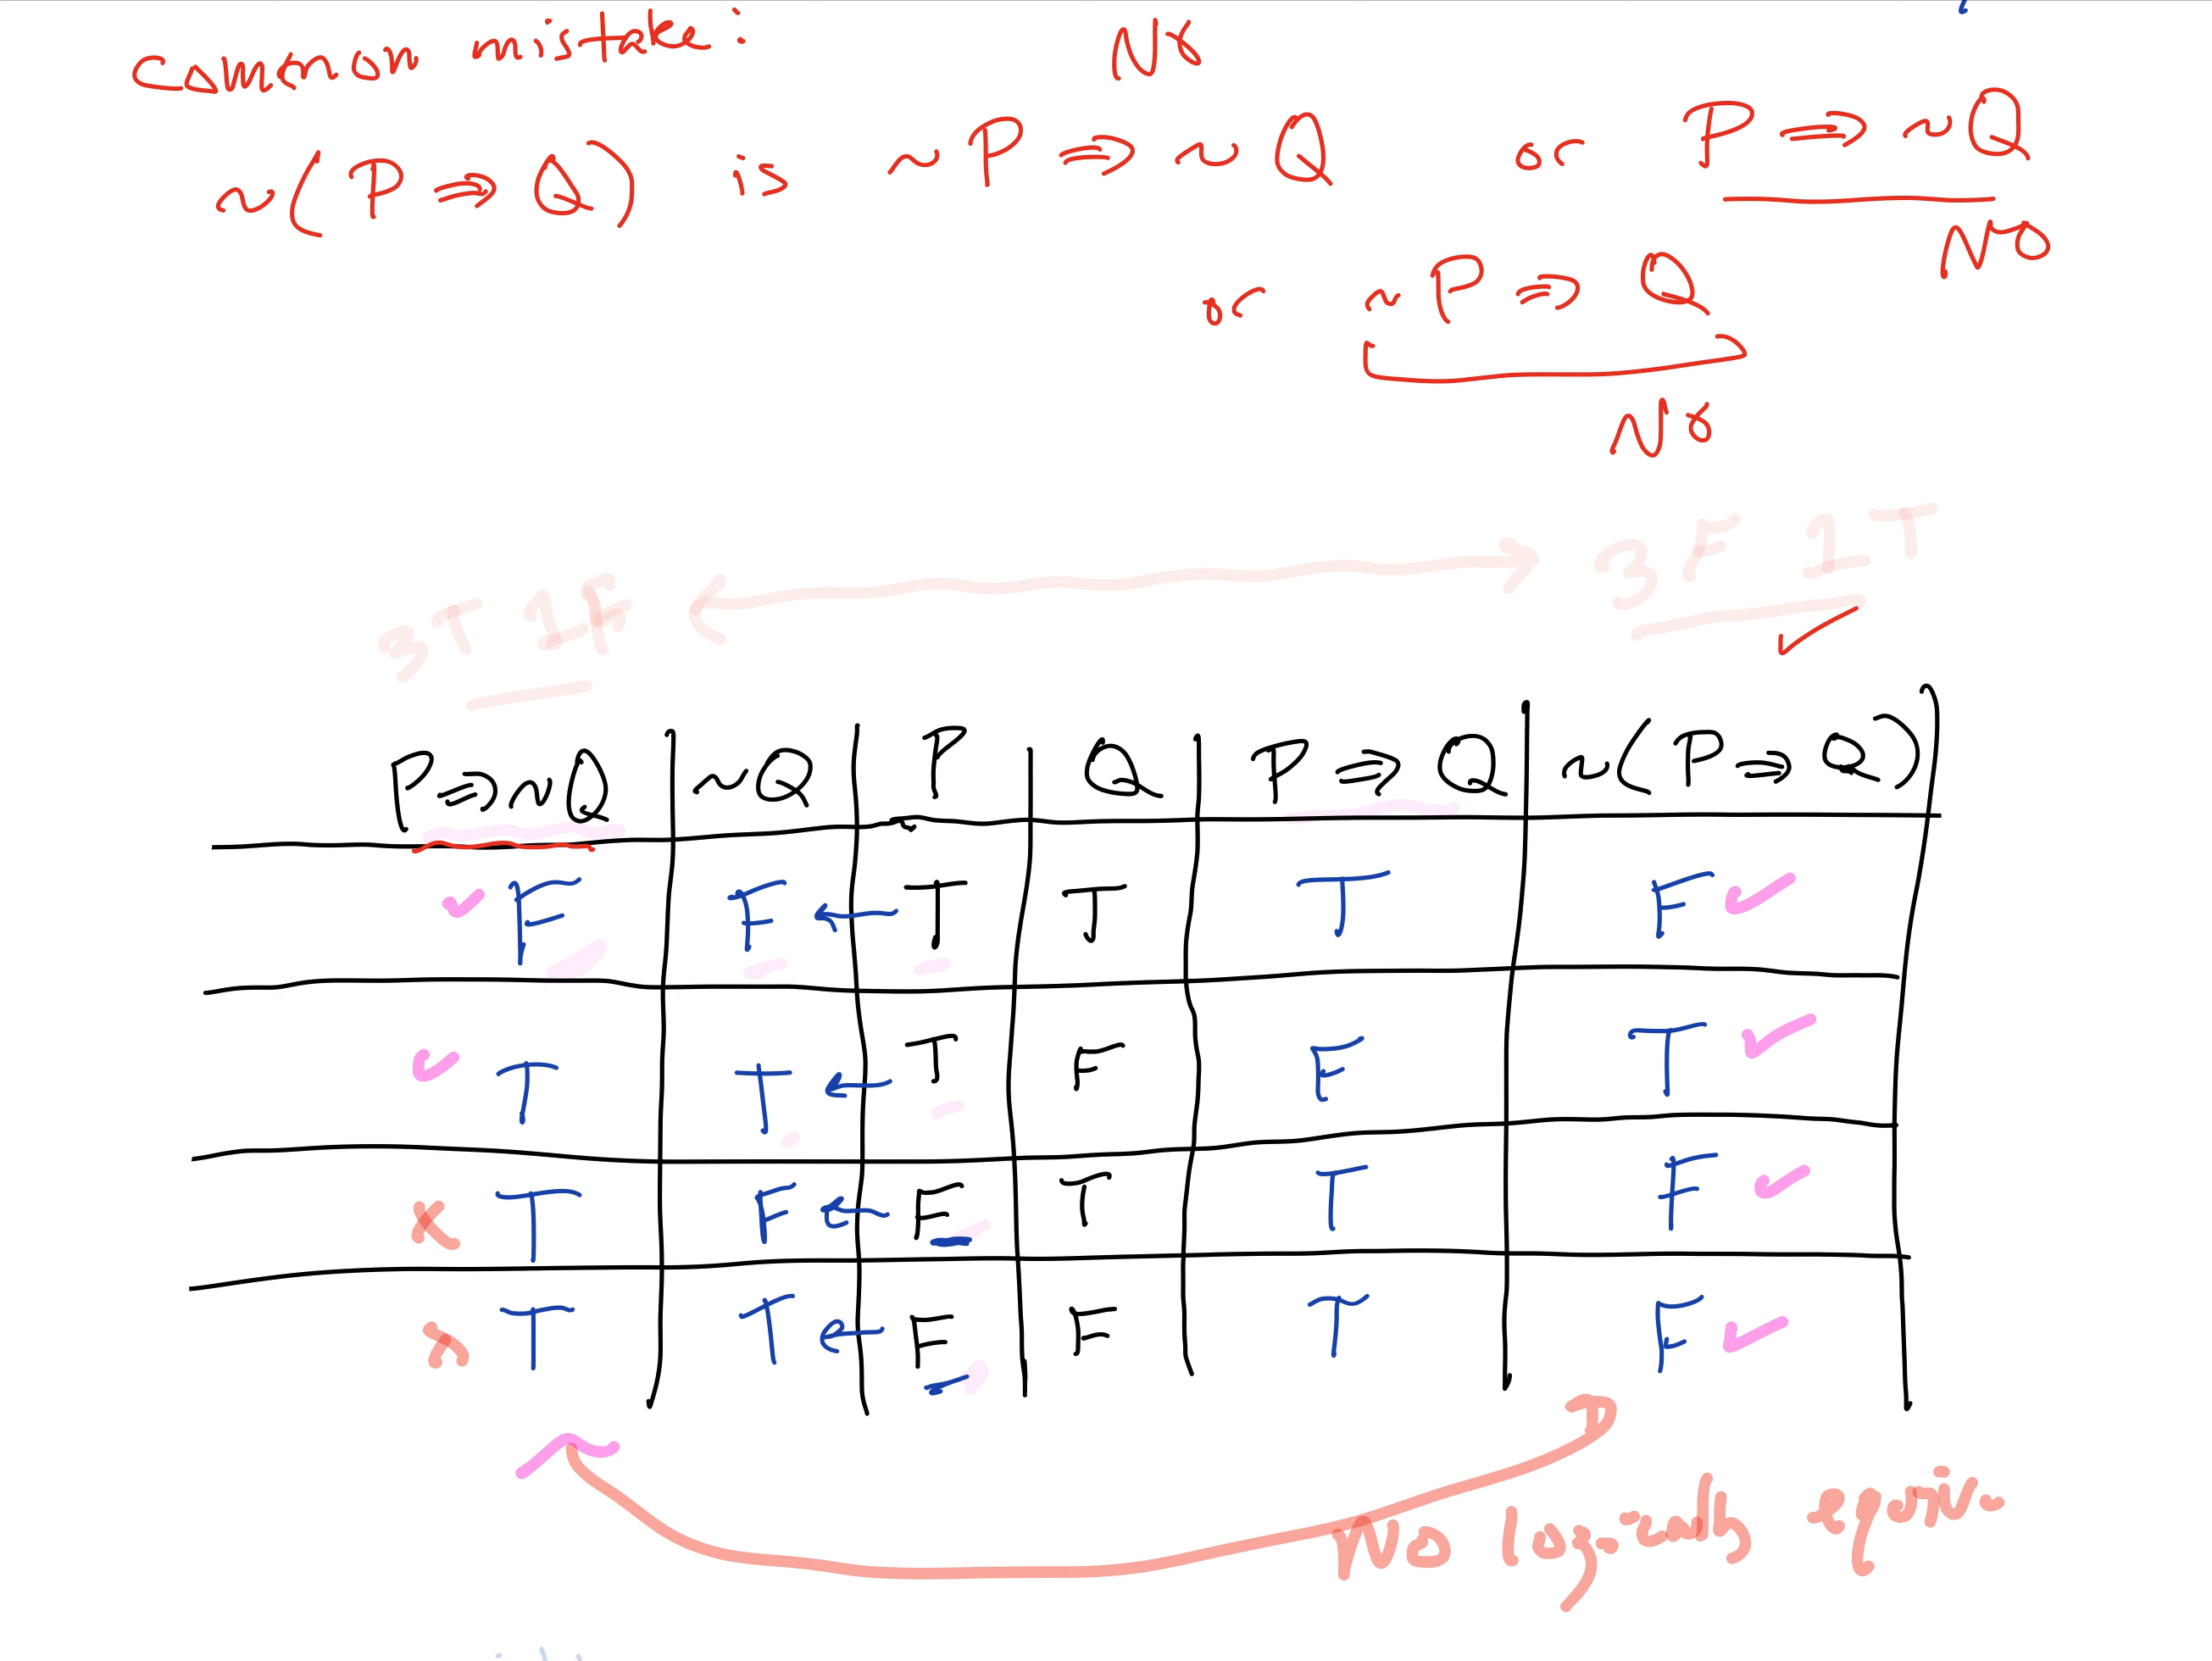 common mistake: NO
~(P ⇒ Q) is ~P ⇒ ~Q or P ⇒ ~Q
NO
or ~P ⇒ Q
NO
3T 1F 3F 1T
P⇒~Q ~Q P Q P ⇒ Q ~(P ⇒ Q)
F F T T T F
T T T F F T
T F F T T F
T T F F T F
No logically equiv.